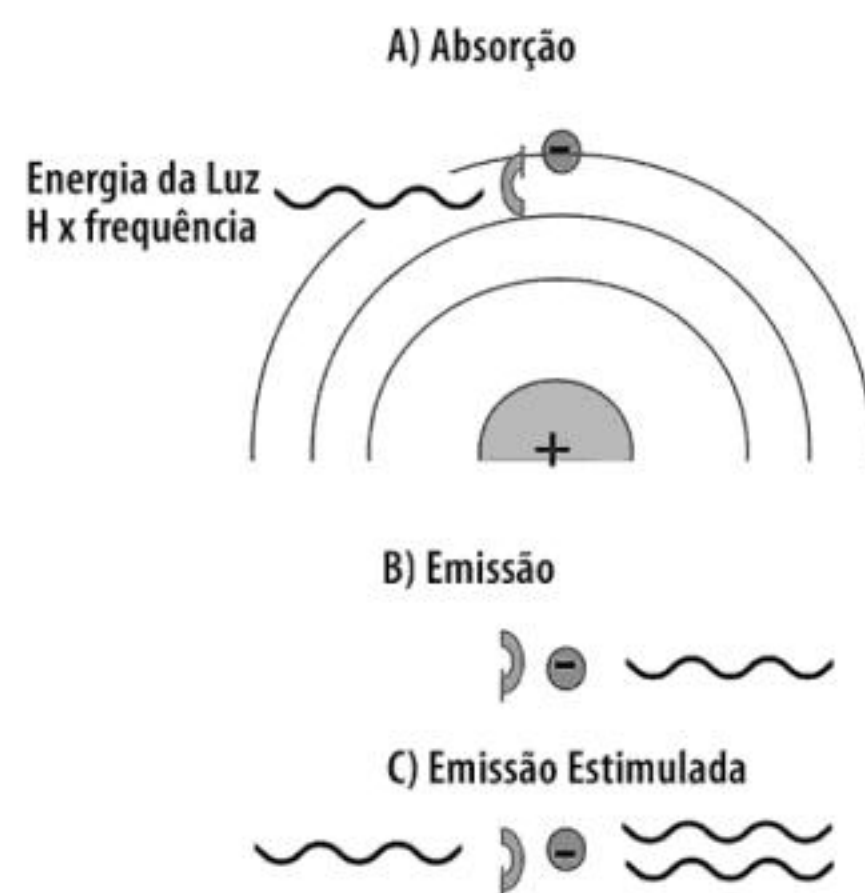 A) Absorção
Energia da Luz
H x frequência
-
+
B) Emissão
-
C) Emissão Estimulada
-